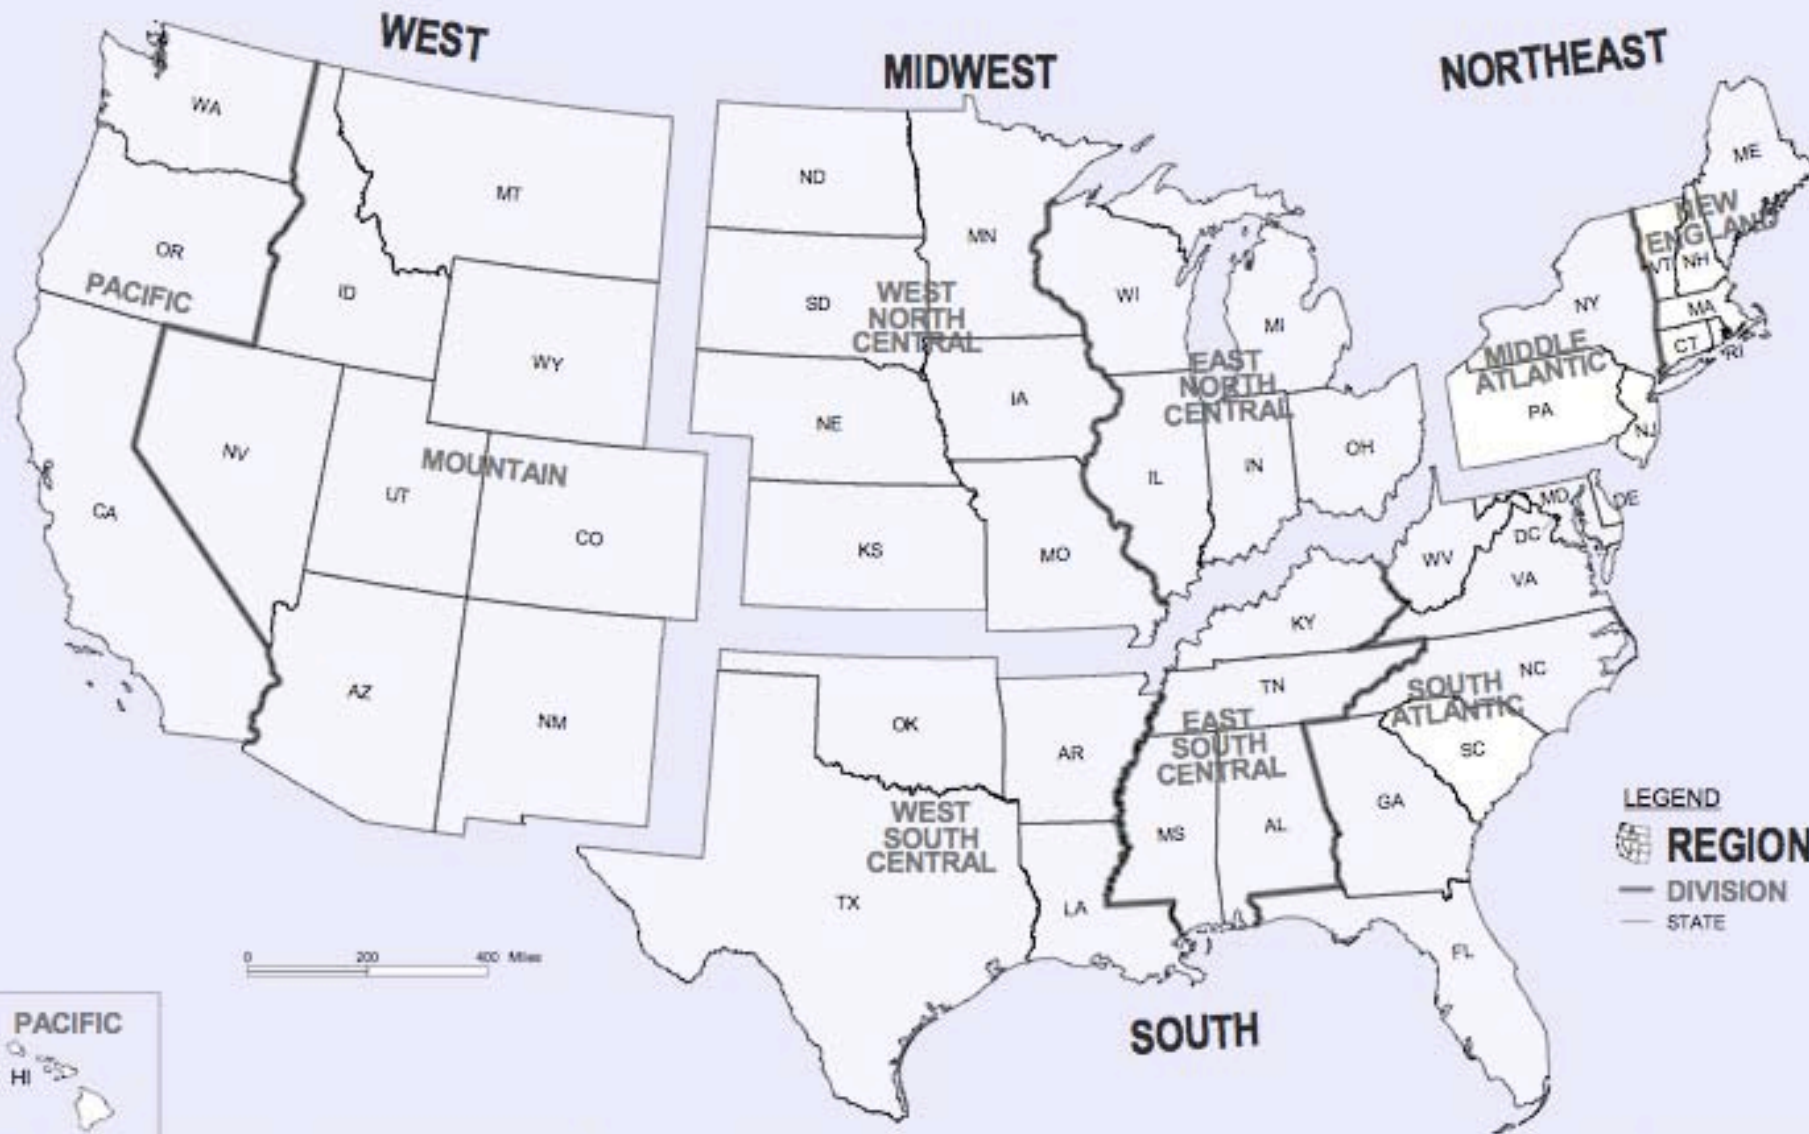 WEST
MIDWEST
NORTHEAST
WA
MT
OR
ID
WY
PACIFIC
NV
UT
CO
CA
AZ
NM
MOUNTAIN
ND
MN
SD
WEST
NORTH
CENTRAL
NE
IA
KS
MO
WI
MI
EAST
NORTH
CENTRAL
IL
IN
OH
ME
NEW
ENGLAND
VT
NH
MA
CT
RI
NY
MIDDLE
ATLANTIC
PA
NJ
MD
DE
DC
WV
VA
KY
NC
TN
SOUTH
ATLANTIC
SC
GA
FL
EAST
SOUTH
CENTRAL
MS
AL
OK
AR
WEST
SOUTH
CENTRAL
TX
LA
SOUTH
LEGEND
REGION
DIVISION
STATE
0 200 400 Miles
PACIFIC
HI